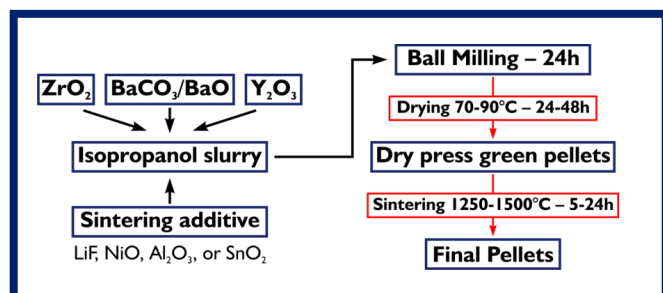 ZrO₂ BaCO₃/BaO Y₂O₃
Isopropanol slurry
Sintering additive
LiF, NiO, Al₂O₃, or SnO₂
Ball Milling – 24h
Drying 70-90°C – 24-48h
Dry press green pellets
Sintering 1250-1500°C – 5-24h
Final Pellets